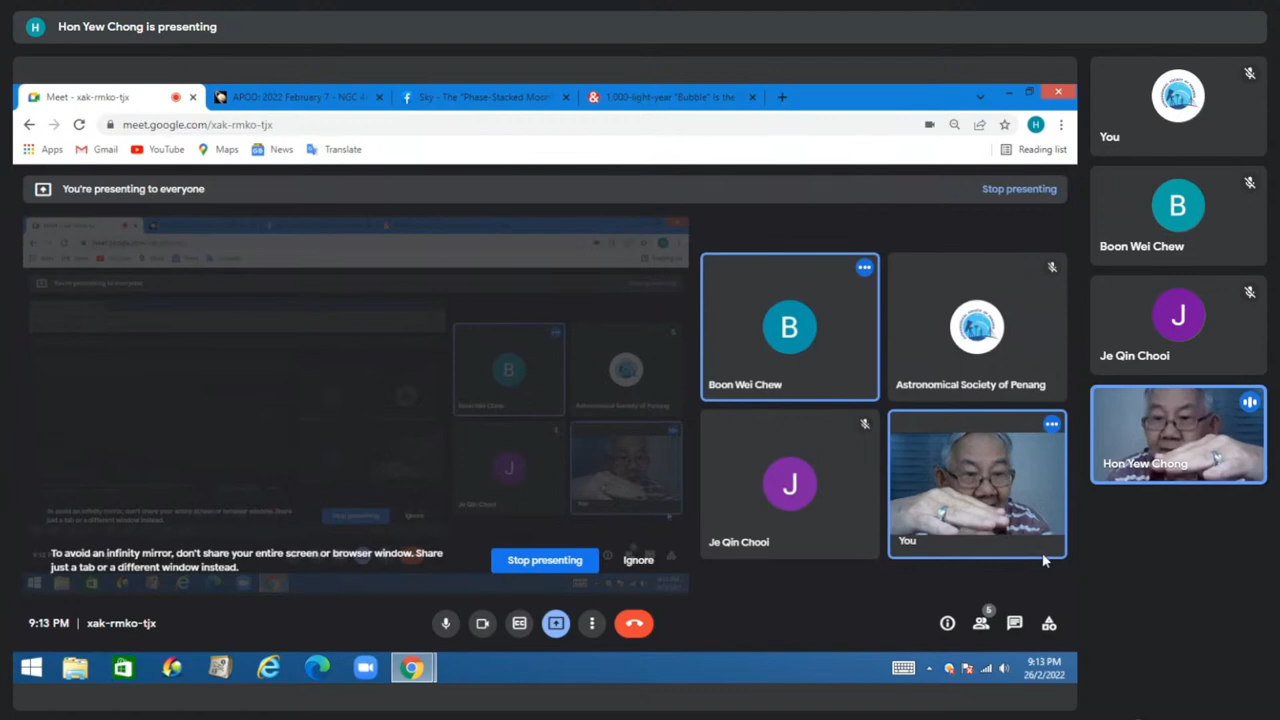 H
Hon Yew Chong is presenting
Meet - xak-rmko-tjx
APOD: 2022 February 7 - NGC 4
Sky - The "Phase-Stacked Moon
1,000-light-year "Bubble" Is the
meet.google.com/xak-rmko-tjx
H
Apps
Gmail
YouTube
Maps
News
Translate
Reading list
You're presenting to everyone
Stop presenting
B
Boon Wei Chew
Astronomical Society of Penang
J
Je Qin Chooi
You
To avoid an infinity mirror, don't share your entire screen or browser window. Share
just a tab or a different window instead.
Stop presenting
Ignore
9:13 PM | xak-rmko-tjx
5
9:13 PM
26/2/2022
You
B
Boon Wei Chew
J
Je Qin Chooi
Hon Yew Chong